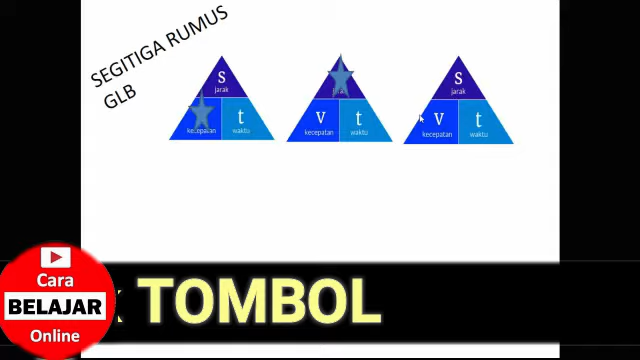 SEGITIGA RUMUS
GLB
s
jarak
kecepatan
t
waktu
v
kecepatan
t
waktu
s
jarak
v
kecepatan
t
waktu
TOMBOL
Cara
BELAJAR
Online